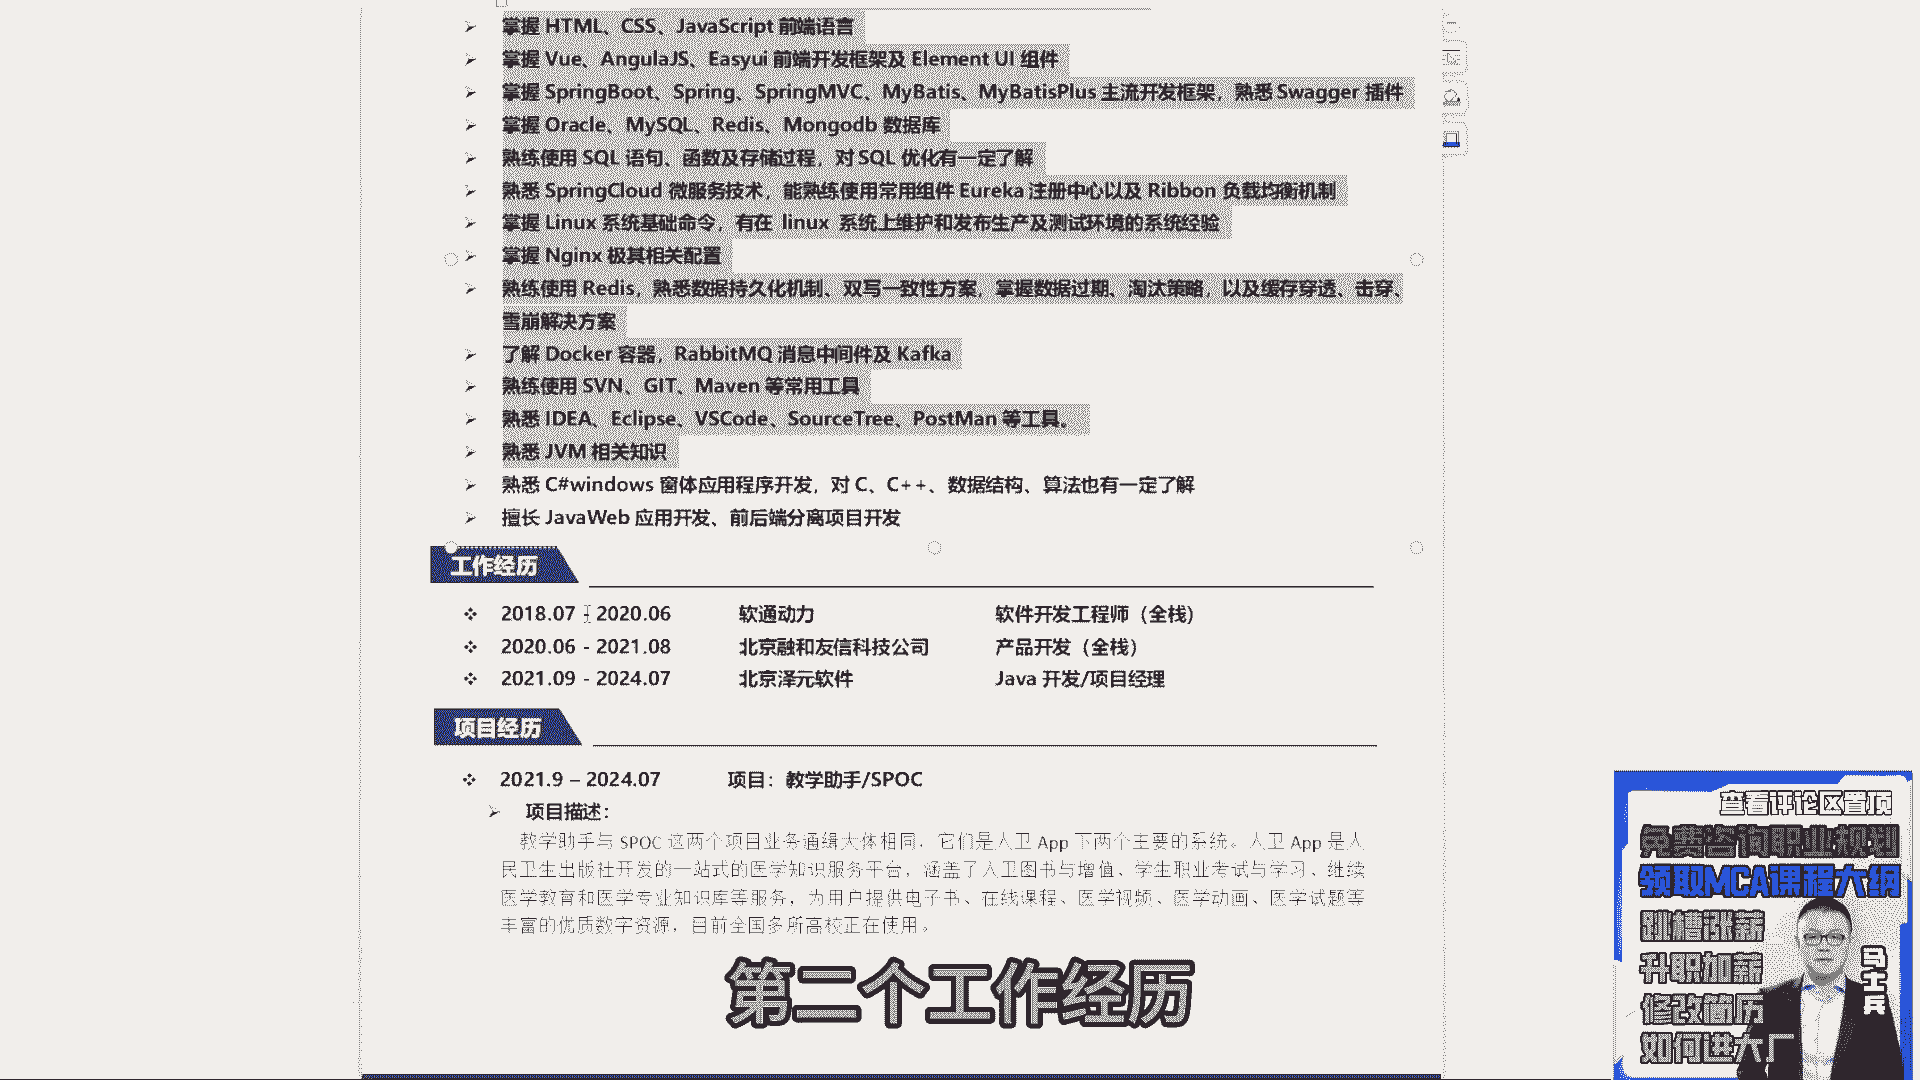 掌握 HTML、CSS、JavaScript 前端语言
掌握 Vue、AngulaJS、Easyui 前端开发框架及 Element UI 组件
掌握 SpringBoot、Spring、SpringMVC、MyBatis、MyBatisPlus 主流开发框架，熟悉 Swagger 插件
掌握 Oracle、MySQL、Redis、Mongodb 数据库
熟练使用 SQL 语句、函数及存储过程，对 SQL 优化有一定了解
熟悉 SpringCloud 微服务技术，能熟练使用常用组件 Eureka 注册中心以及 Ribbon 负载均衡机制
掌握 Linux 系统基础命令，有在 linux 系统上维护和发布生产及测试环境的系统经验
掌握 Nginx 极其相关配置
熟练使用 Redis，熟悉数据持久化机制、双写一致性方案，掌握数据过期、淘汰策略，以及缓存穿透、击穿、
雪崩解决方案
了解 Docker 容器，RabbitMQ 消息中间件及 Kafka
熟练使用 SVN、GIT、Maven 等常用工具
熟悉 IDEA、Eclipse、VSCode、SourceTree、PostMan 等工具。
熟悉 JVM 相关知识
熟悉 C#windows 窗体应用程序开发，对 C、C++、数据结构、算法也有一定了解
擅长 JavaWeb 应用开发、前后端分离项目开发
工作经历
2018.07 - 2020.06 软通动力 软件开发工程师（全栈）
2020.06 - 2021.08 北京融和友信科技公司 产品开发（全栈）
2021.09 - 2024.07 北京泽元软件 Java 开发/项目经理
项目经历
2021.9 – 2024.07 项目：教学助手/SPOC
项目描述：
教学助手与 SPOC 这两个项目业务逻辑大体相同，它们是人卫 App 下两个主要的系统。人卫 App 是人
民卫生出版社开发的一站式的医学知识服务平台，涵盖了人卫图书与增值、学生职业考试与学习、继续
医学教育和医学专业知识库等服务，为用户提供电子书、在线课程、医学视频、医学动画、医学试题等
丰富的优质数字资源，目前全国多所高校正在使用。
第二个工作经历
查看评论区置顶
免费咨询职业规划
领取MCA课程大纲
跳槽涨薪
升职加薪
修改简历
如何进大厂
马士兵